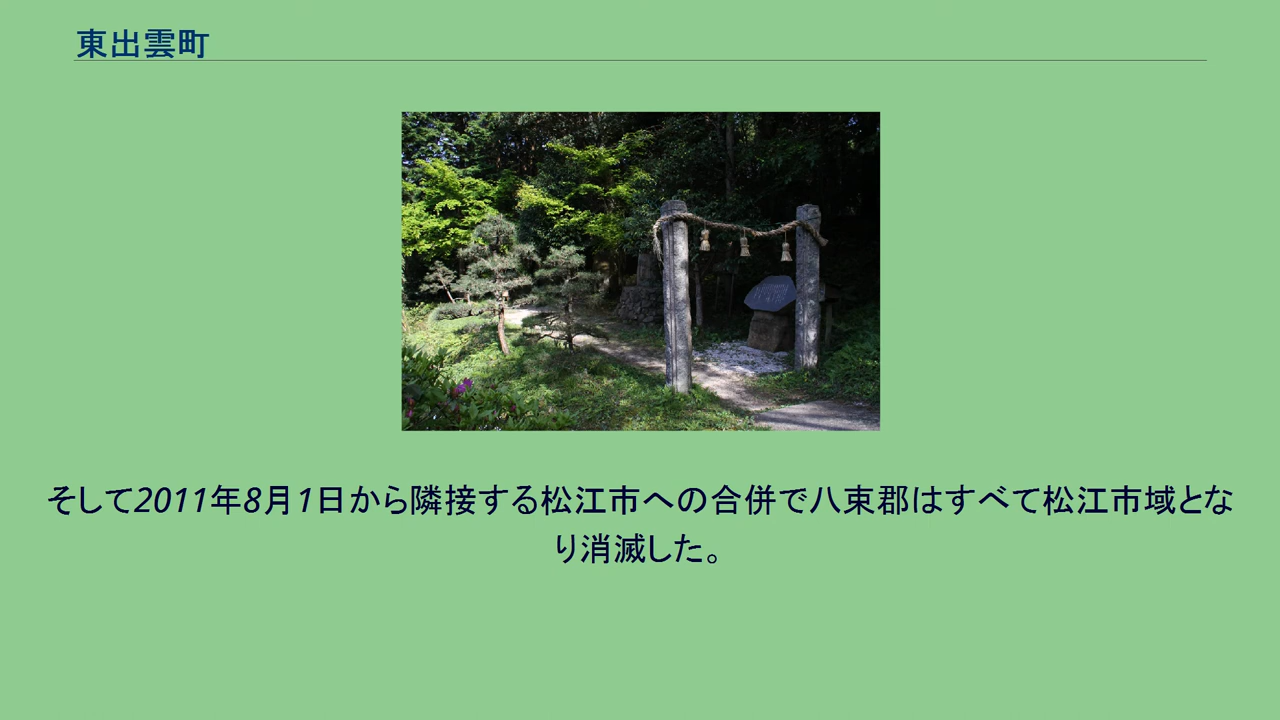 東出雲町
そして2011年8月1日から隣接する松江市への合併で八束郡はすべて松江市域とな
り消滅した。